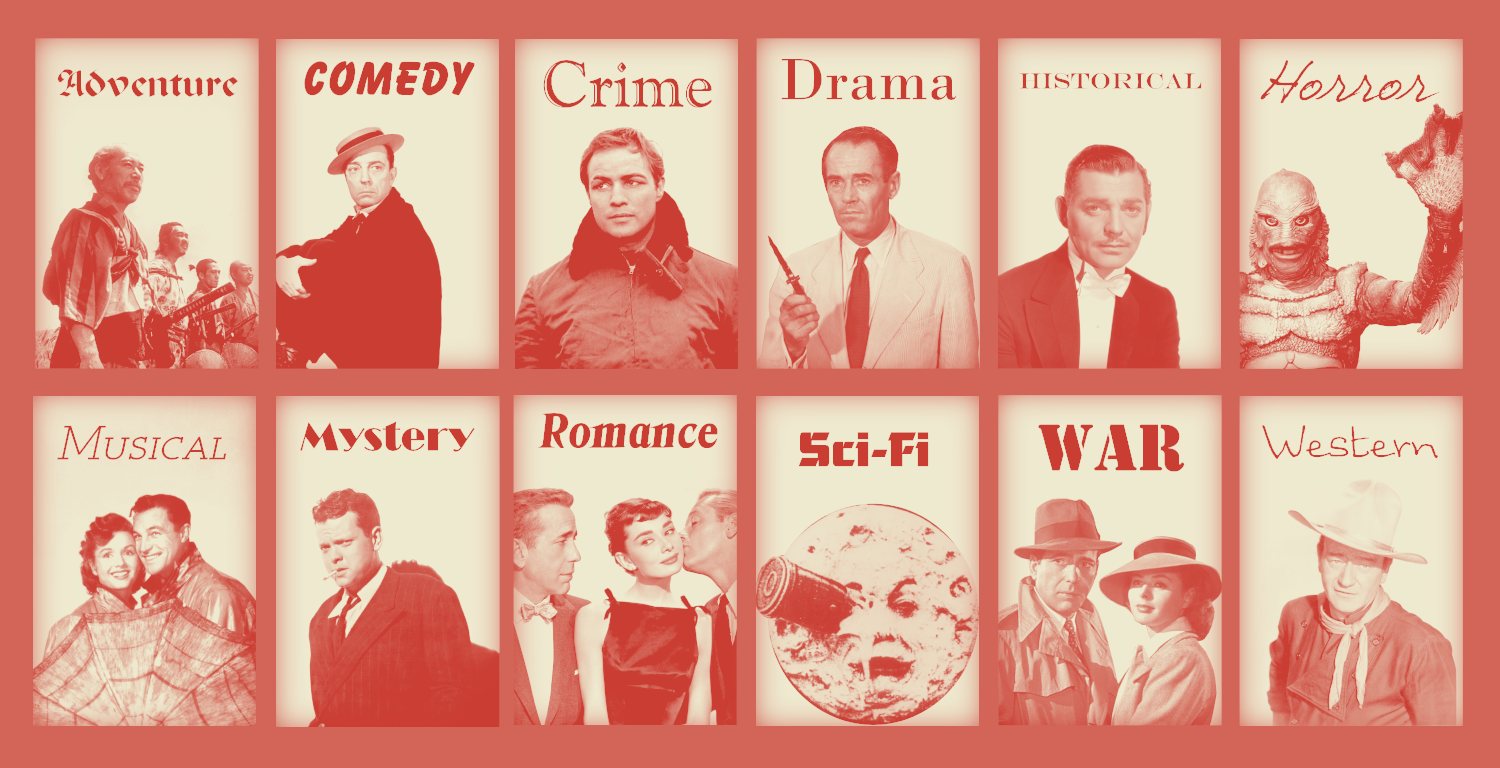 Adventure
COMEDY
Crime
Drama
HISTORICAL
Horror
MUSICAL
Mystery
Romance
Sci-Fi
WAR
Western